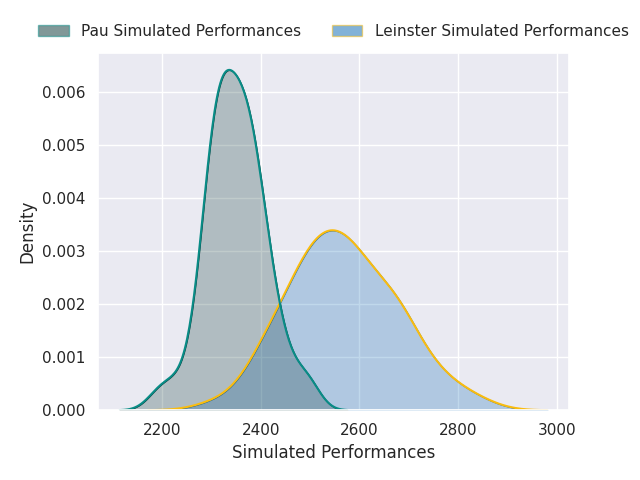 Pau Simulated Performances
Leinster Simulated Performances
0.006
0.005
0.004
0.003
0.002
0.001
0.000
Density
2200 2400 2600 2800 3000
Simulated Performances